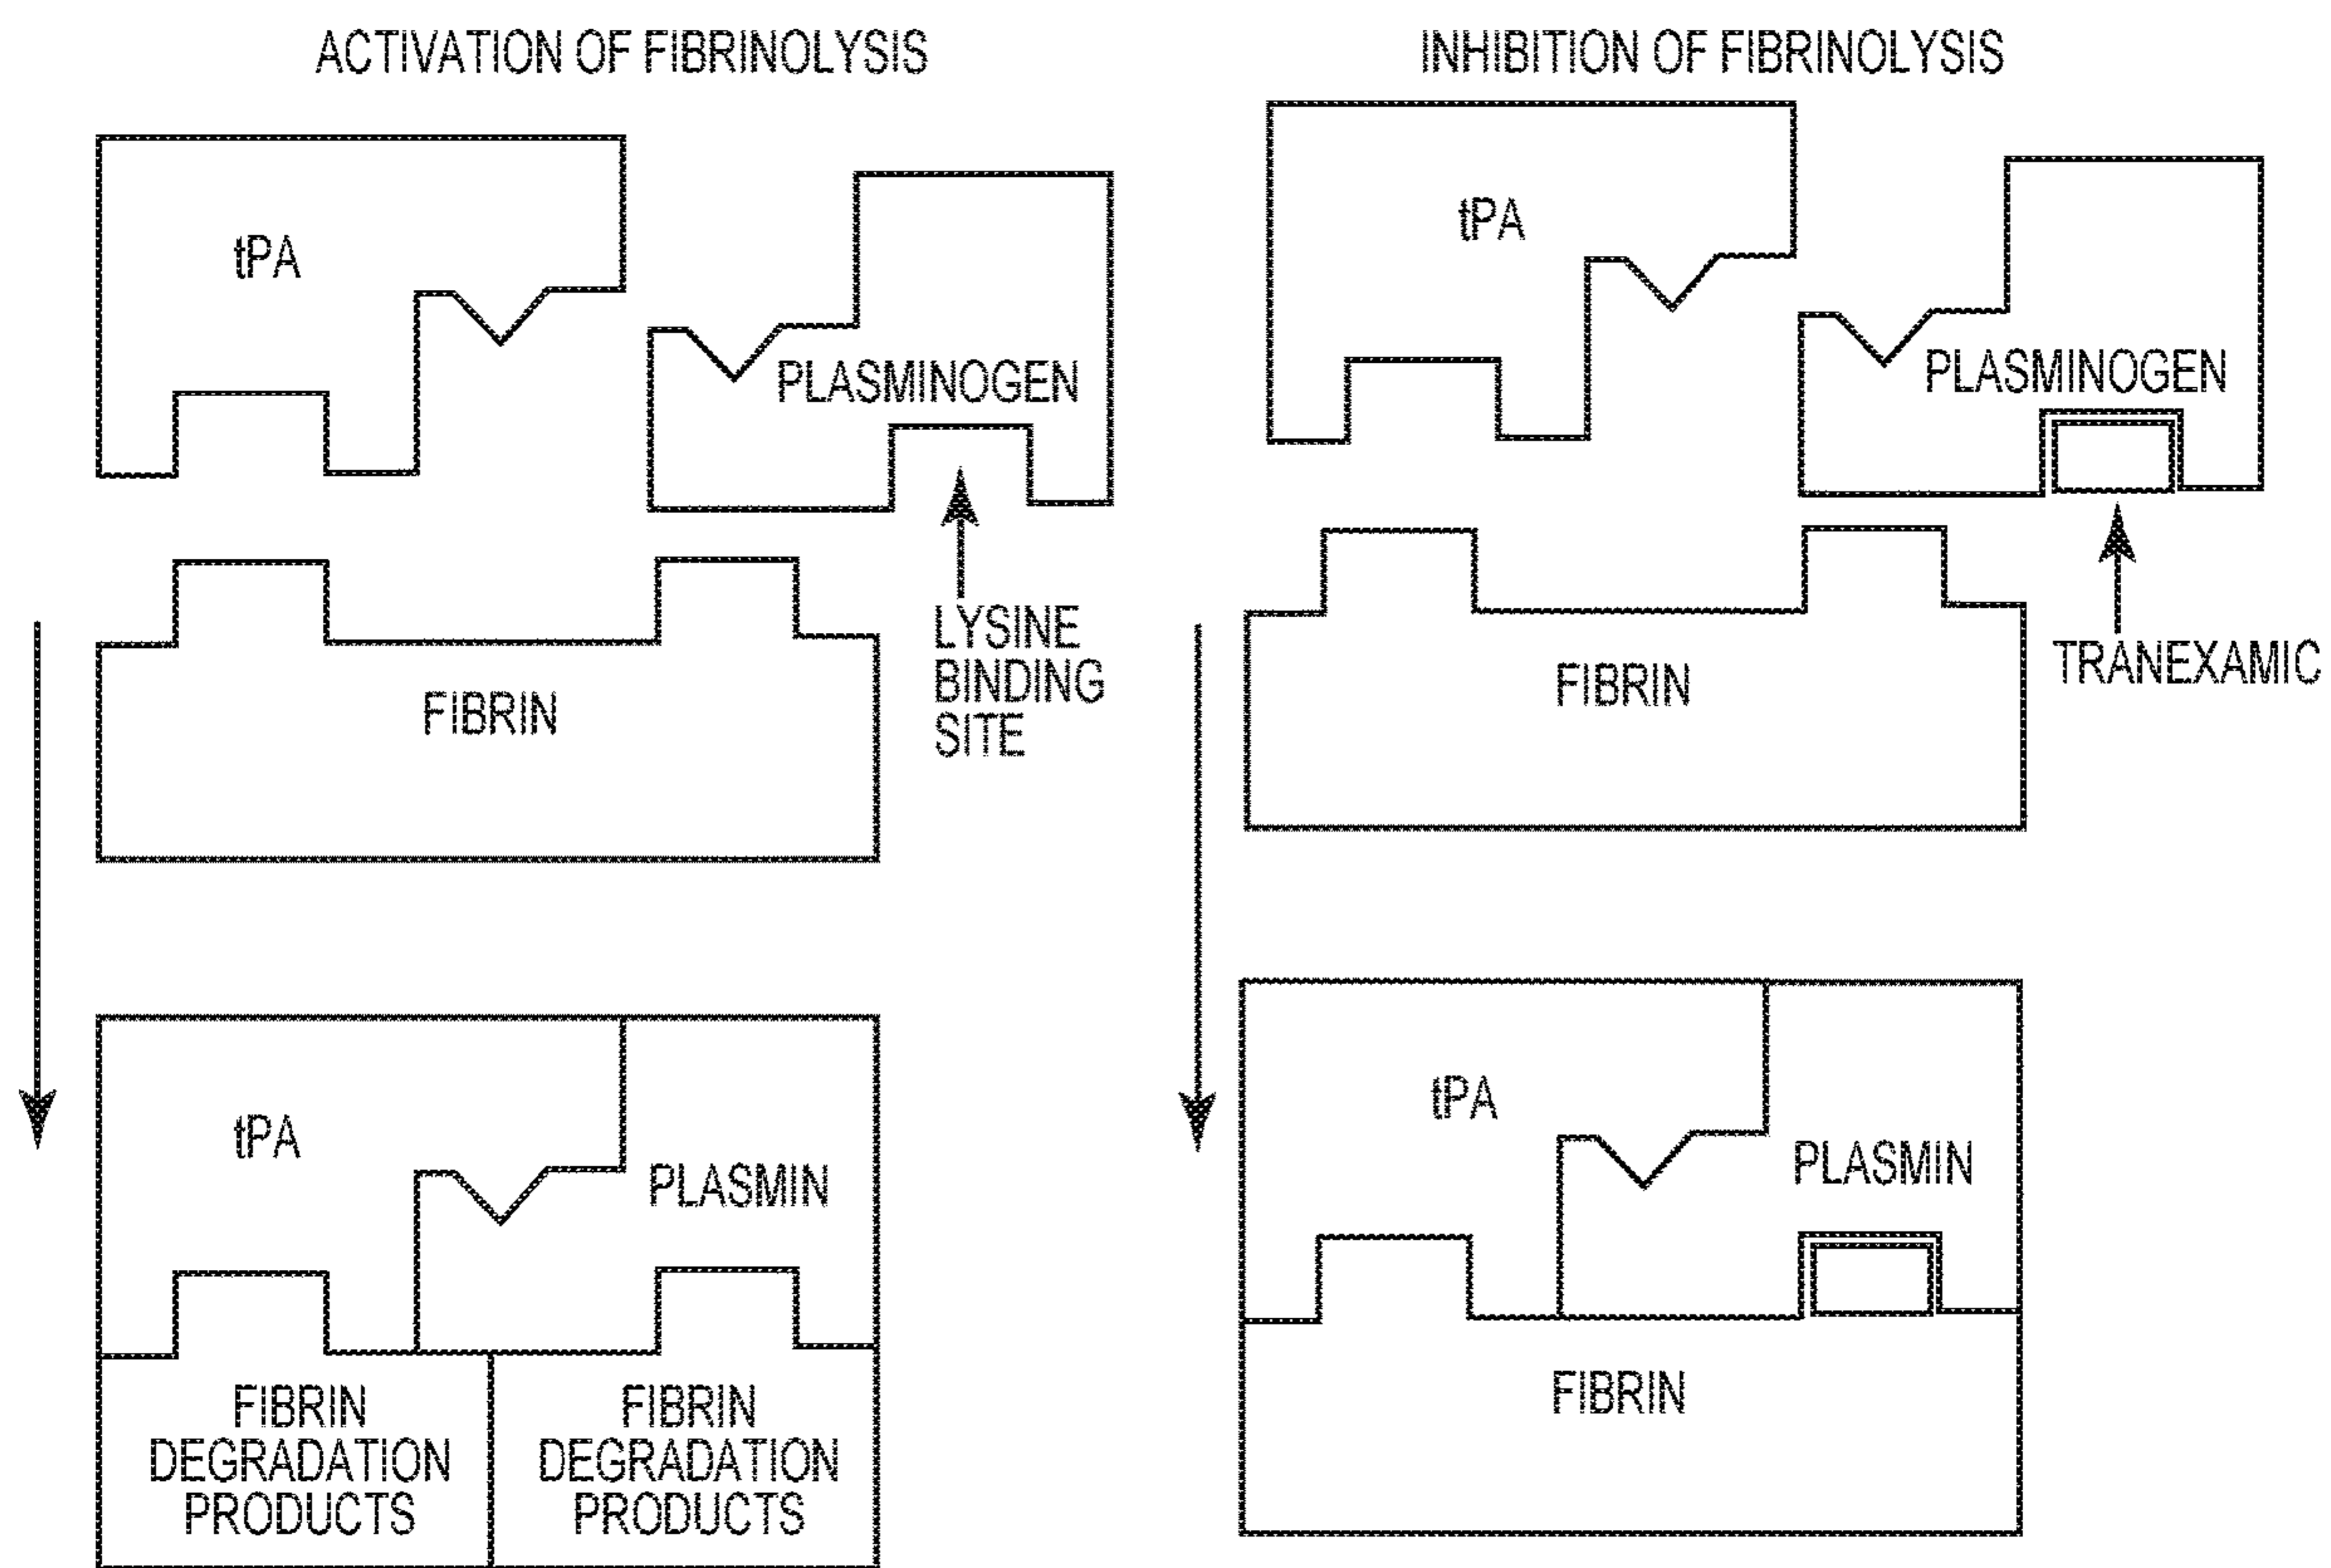 ACTIVATION OF FIBRINOLYSIS
tPA
PLASMINOGEN
LYSINE
BINDING
SITE
FIBRIN
tPA
PLASMIN
FIBRIN
DEGRADATION
PRODUCTS
FIBRIN
DEGRADATION
PRODUCTS
INHIBITION OF FIBRINOLYSIS
tPA
PLASMINOGEN
TRANEXAMIC
FIBRIN
tPA
PLASMIN
FIBRIN